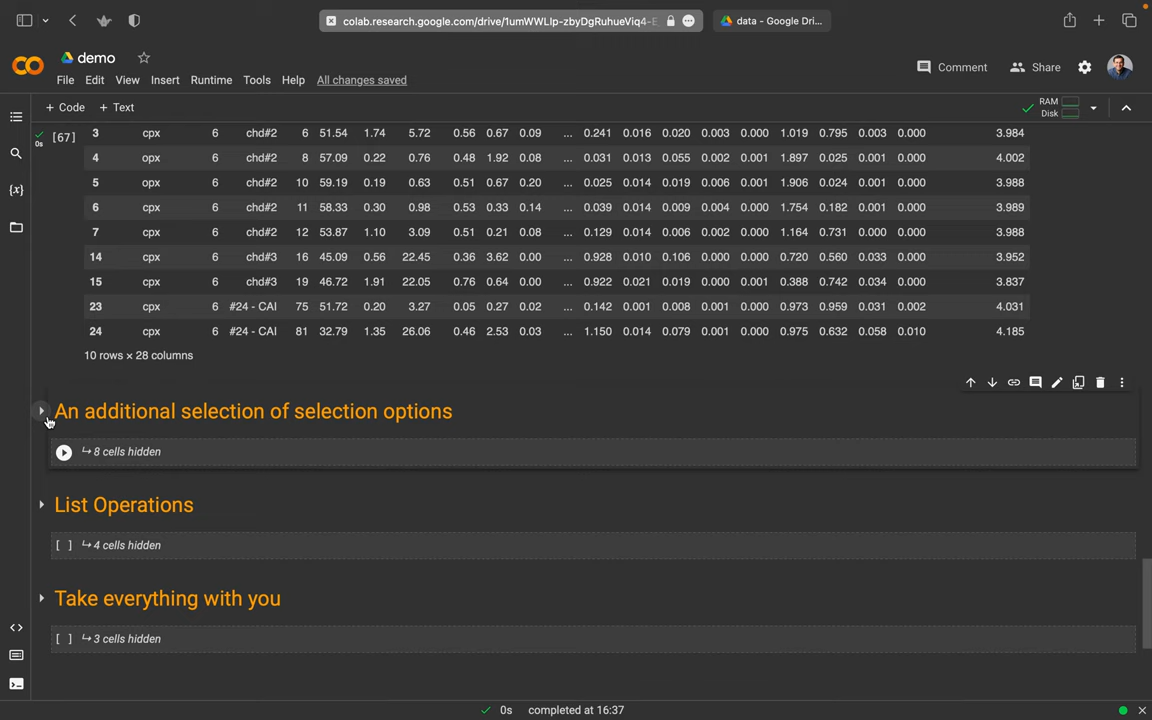 colab.research.google.com/drive/1umWWLIp-zbyDgRuhueViq4-E
data - Google Dri...
demo
File Edit View Insert Runtime Tools Help All changes saved
Comment Share
+ Code + Text
RAM
Disk
[67]
0s
3 cpx 6 chd#2 6 51.54 1.74 5.72 0.56 0.67 0.09 ... 0.241 0.016 0.020 0.003 0.000 1.019 0.795 0.003 0.000 3.984
4 opx 6 chd#2 8 57.09 0.22 0.76 0.48 1.92 0.08 ... 0.031 0.013 0.055 0.002 0.001 1.897 0.025 0.001 0.000 4.002
5 opx 6 chd#2 10 59.19 0.19 0.63 0.51 0.67 0.20 ... 0.025 0.014 0.019 0.006 0.001 1.906 0.024 0.001 0.000 3.988
6 opx 6 chd#2 11 58.33 0.30 0.98 0.53 0.33 0.14 ... 0.039 0.014 0.009 0.004 0.000 1.754 0.182 0.001 0.000 3.989
7 cpx 6 chd#2 12 53.87 1.10 3.09 0.51 0.21 0.08 ... 0.129 0.014 0.006 0.002 0.000 1.164 0.731 0.000 0.000 3.988
14 cpx 6 chd#3 16 45.09 0.56 22.45 0.36 3.62 0.00 ... 0.928 0.010 0.106 0.000 0.00 0.720 0.560 0.033 0.000 3.952
15 cpx 6 chd#3 19 46.72 1.91 22.05 0.76 0.64 0.00 ... 0.922 0.021 0.019 0.000 0.001 0.388 0.742 0.034 0.000 3.837
23 cpx 6 #24 - CAI 75 51.72 0.20 3.27 0.05 0.27 0.02 ... 0.142 0.001 0.008 0.001 0.000 0.973 0.959 0.031 0.002 4.031
24 cpx 6 #24 - CAI 81 32.79 1.35 26.06 0.46 2.53 0.03 ... 1.150 0.014 0.079 0.001 0.000 0.975 0.632 0.058 0.010 4.185
10 rows × 28 columns
An additional selection of selection options
↳ 8 cells hidden
List Operations
[ ] ↳ 4 cells hidden
Take everything with you
[ ] ↳ 3 cells hidden
0s completed at 16:37